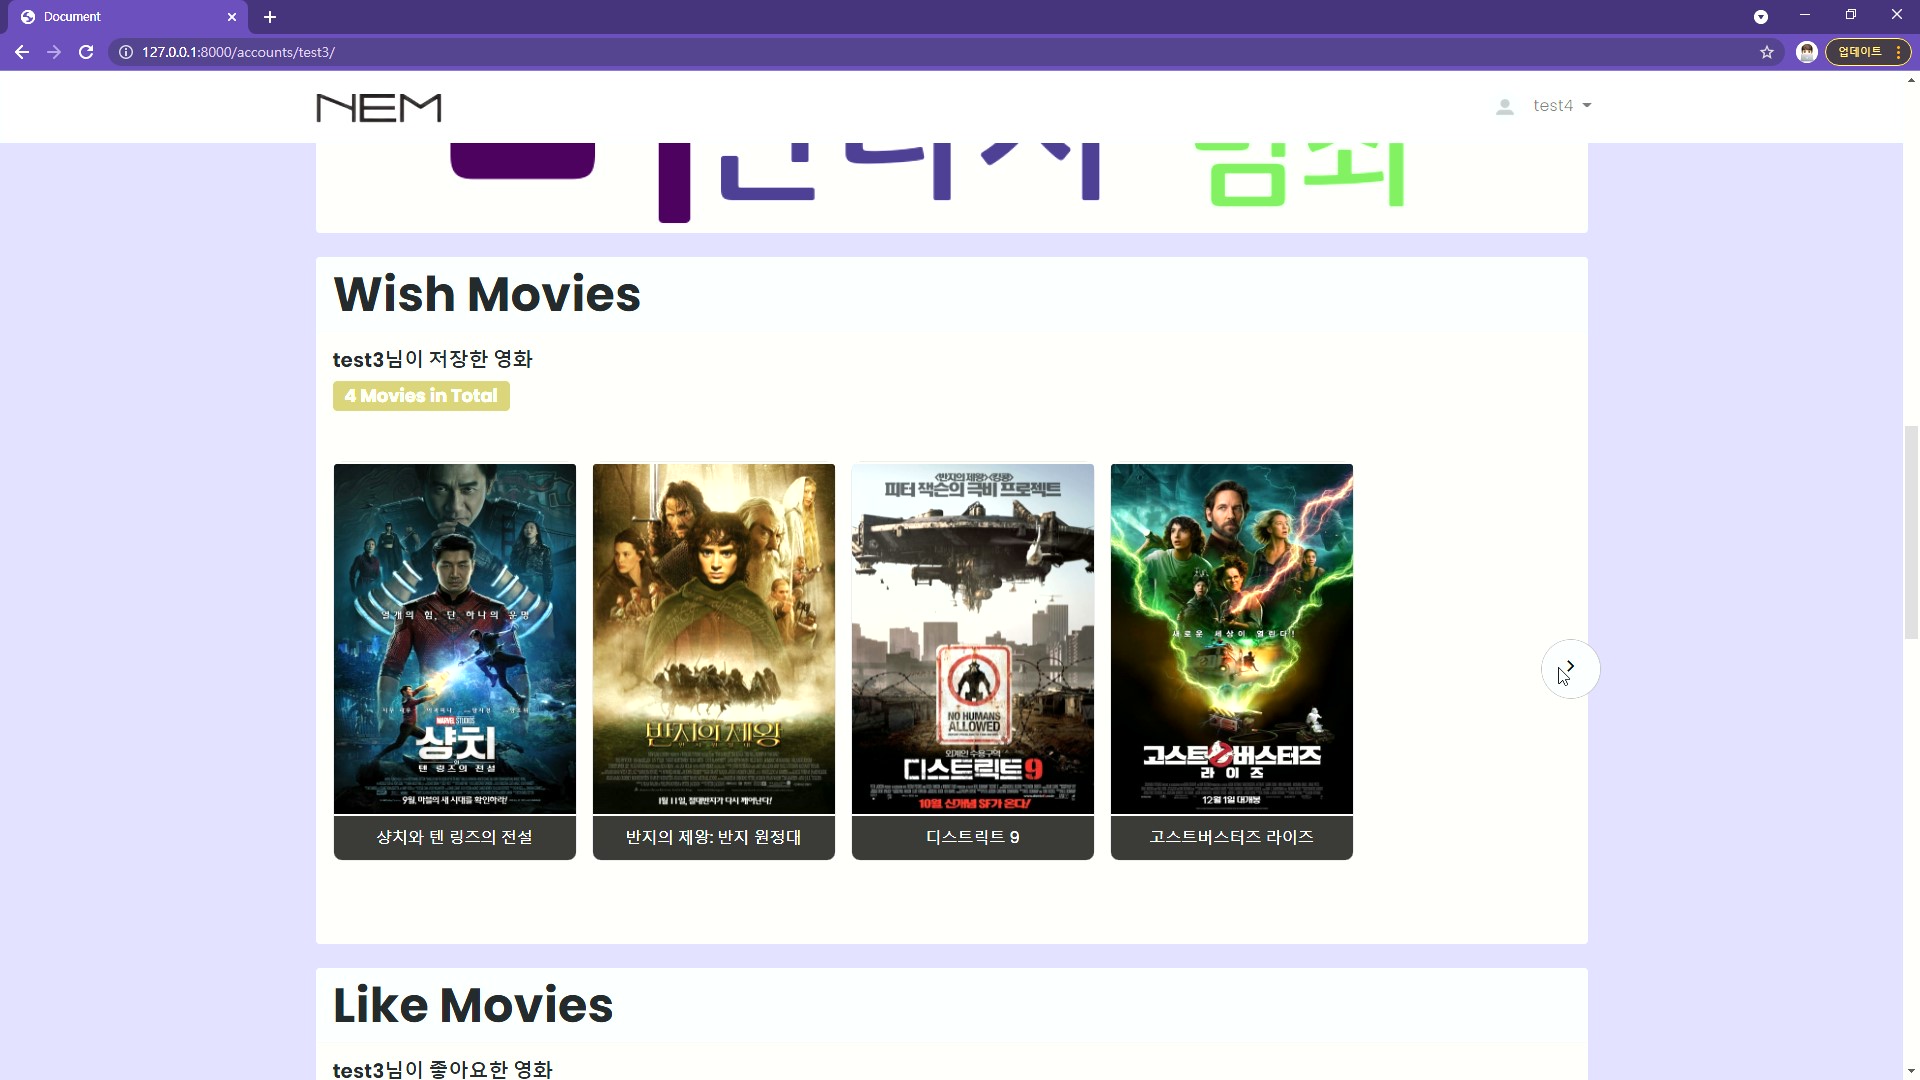 Document
127.0.0.1:8000/accounts/test3/
업데이트
NEM
test4
Wish Movies
test3님이 저장한 영화
4 Movies in Total
열 개의 힘, 단 하나의 운명
MARVEL STUDIOS
샹치
와
텐 링즈의 전설
9월, 마블의 새 시대를 확인하라!
샹치와 텐 링즈의 전설
반지의 제왕
반지의 제왕: 반지 원정대
<반지의 제왕> <킹콩>
피터 잭슨의 극비 프로젝트
NO HUMANS
ALLOWED
외계인 수용구역
디스트릭트9
10월, 신개념 SF가 온다!
디스트릭트 9
새로운 세상이 열린다!
고스트버스터즈
라이즈
12월 1일 대개봉
고스트버스터즈 라이즈
Like Movies
test3님이 좋아요한 영화